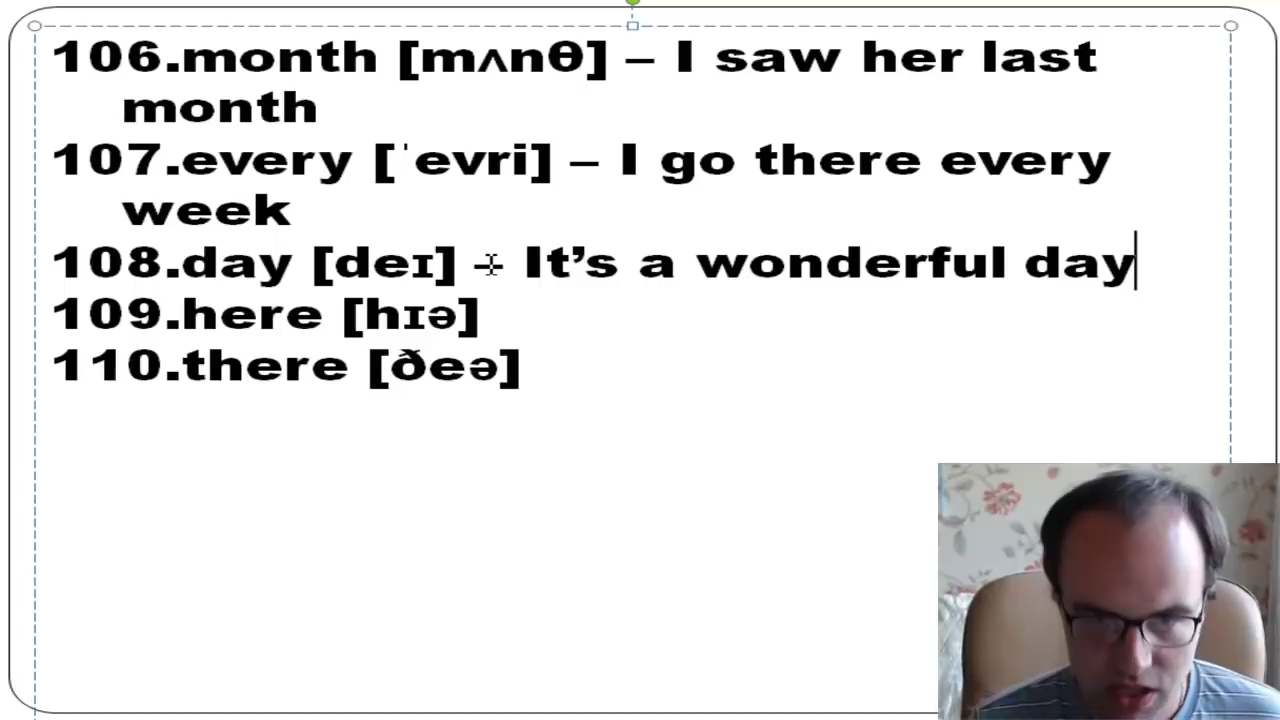 106.month [mʌnθ] – I saw her last
month
107.every [ˈevri] – I go there every
week
108.day [deɪ] – It’s a wonderful day
109.here [hɪə]
110.there [ðeə]